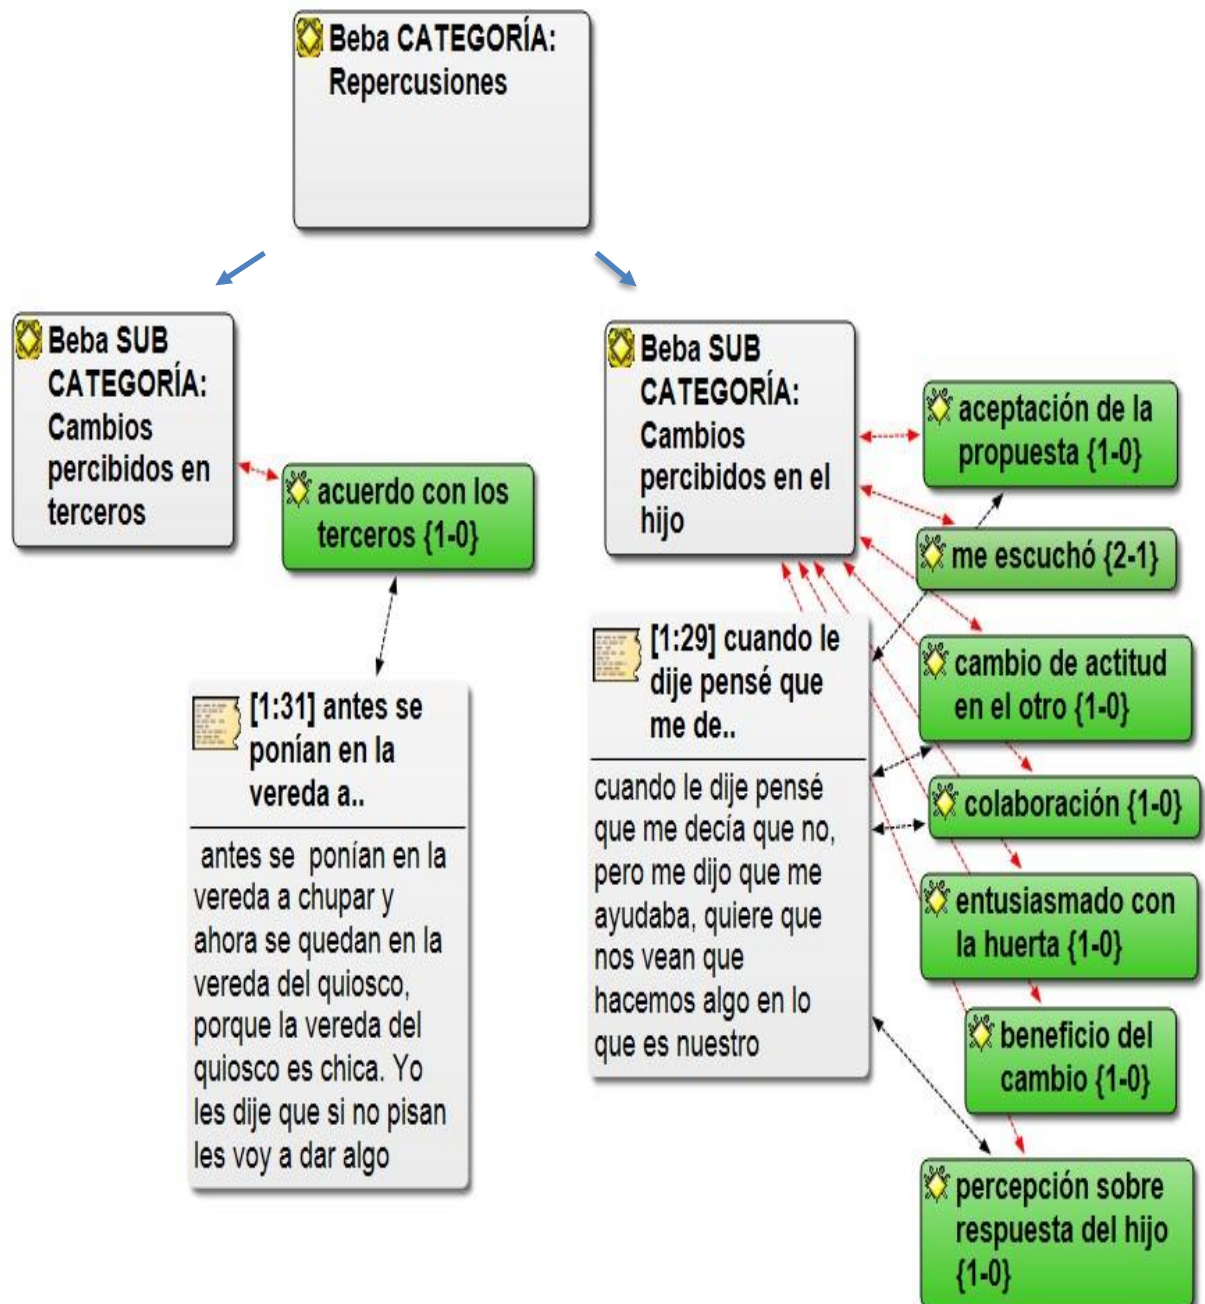 Beba CATEGORÍA:
Repercusiones
Beba SUB
CATEGORÍA:
Cambios
percibidos en
terceros
acuerdo con los
terceros {1-0}
[1:31] antes se
ponían en la
vereda a..
antes se ponían en la
vereda a chupar y
ahora se quedan en la
vereda del quiosco,
porque la vereda del
quiosco es chica. Yo
les dije que si no pisan
les voy a dar algo
Beba SUB
CATEGORÍA:
Cambios
percibidos en el
hijo
[1:29] cuando le
dije pensé que
me de..
cuando le dije pensé
que me decía que no,
pero me dijo que me
ayudaba, quiere que
nos vean que
hacemos algo en lo
que es nuestro
aceptación de la
propuesta {1-0}
me escuchó {2-1}
cambio de actitud
en el otro {1-0}
colaboración {1-0}
entusiasmado con
la huerta {1-0}
beneficio del
cambio {1-0}
percepción sobre
respuesta del hijo
{1-0}